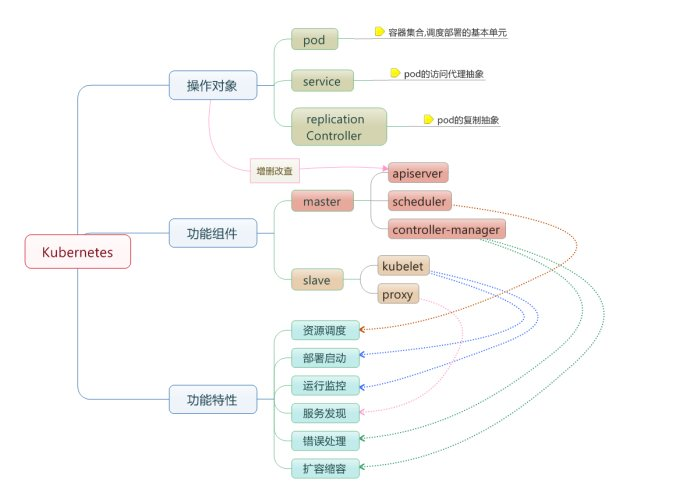 Kubernetes
操作对象
pod
容器集合,调度部署的基本单元
service
pod的访问代理抽象
replication
Controller
pod的复制抽象
增删改查
功能组件
master
apiserver
scheduler
controller-manager
slave
kubelet
proxy
功能特性
资源调度
部署启动
运行监控
服务发现
错误处理
扩容缩容